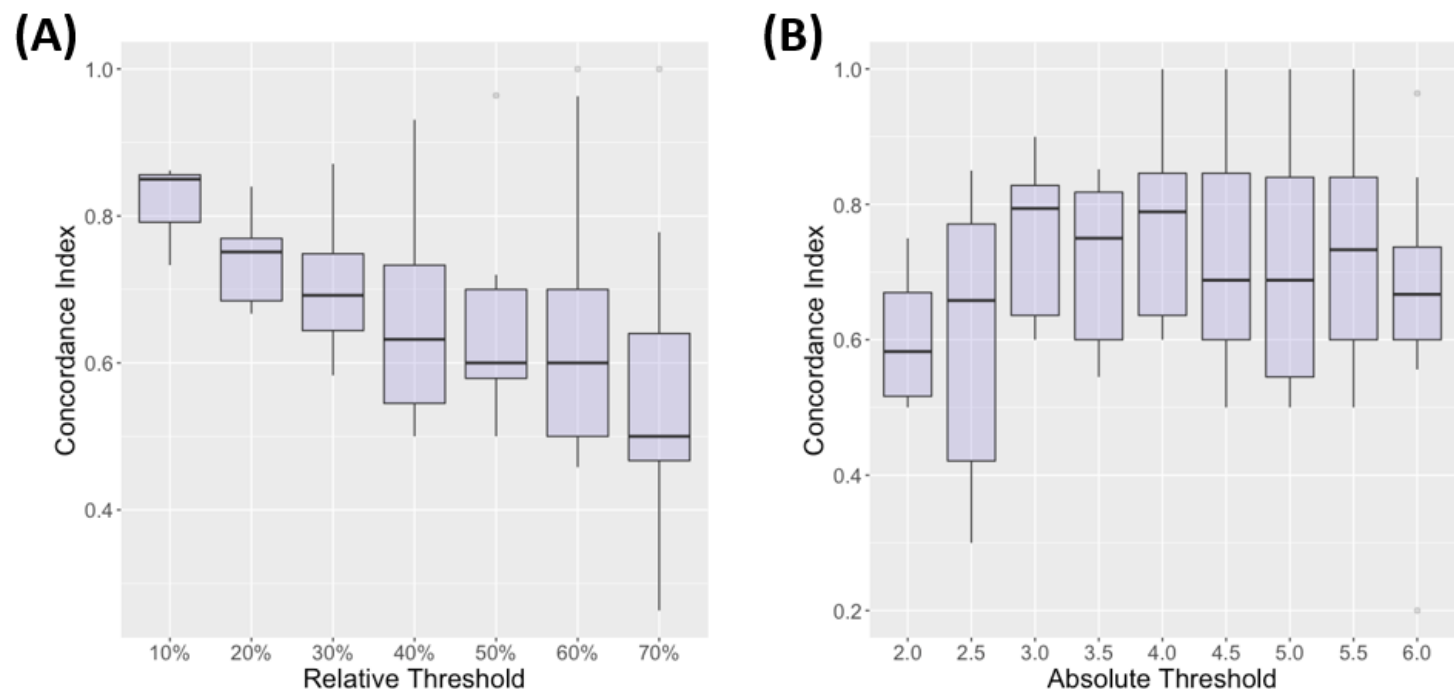 (A)
Concordance Index
1.0
0.8
0.6
0.4
10% 20% 30% 40% 50% 60% 70%
Relative Threshold
(B)
Concordance Index
1.0
0.8
0.6
0.4
0.2
2.0 2.5 3.0 3.5 4.0 4.5 5.0 5.5 6.0
Absolute Threshold